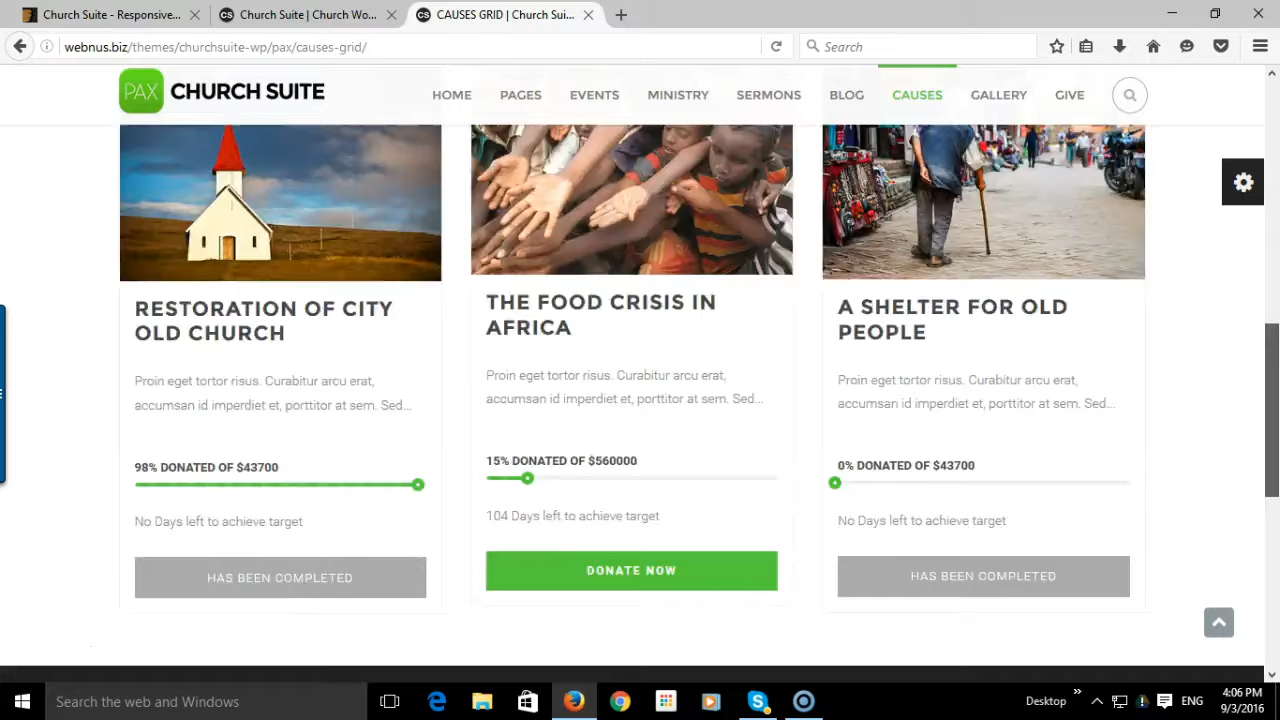 Church Suite - Responsive...
Church Suite | Church Wo...
CAUSES GRID | Church Sui...
webnus.biz/themes/churchsuite-wp/pax/causes-grid/
Search
PAX CHURCH SUITE
HOME PAGES EVENTS MINISTRY SERMONS BLOG CAUSES GALLERY GIVE
RESTORATION OF CITY
OLD CHURCH
Proin eget tortor risus. Curabitur arcu erat,
accumsan id imperdiet et, porttitor at sem. Sed...
98% DONATED OF $43700
No Days left to achieve target
HAS BEEN COMPLETED
THE FOOD CRISIS IN
AFRICA
Proin eget tortor risus. Curabitur arcu erat,
accumsan id imperdiet et, porttitor at sem. Sed...
15% DONATED OF $560000
104 Days left to achieve target
DONATE NOW
A SHELTER FOR OLD
PEOPLE
Proin eget tortor risus. Curabitur arcu erat,
accumsan id imperdiet et, porttitor at sem. Sed...
0% DONATED OF $43700
No Days left to achieve target
HAS BEEN COMPLETED
Search the web and Windows
Desktop
ENG
4:06 PM
9/3/2016